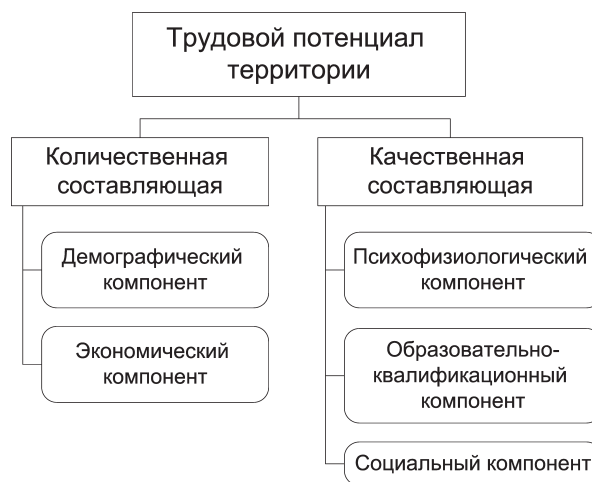 Трудовой потенциал
территории
Количественная
составляющая
Качественная
составляющая
Демографический
компонент
Экономический
компонент
Психофизиологический
компонент
Образовательно-
квалификационный
компонент
Социальный компонент